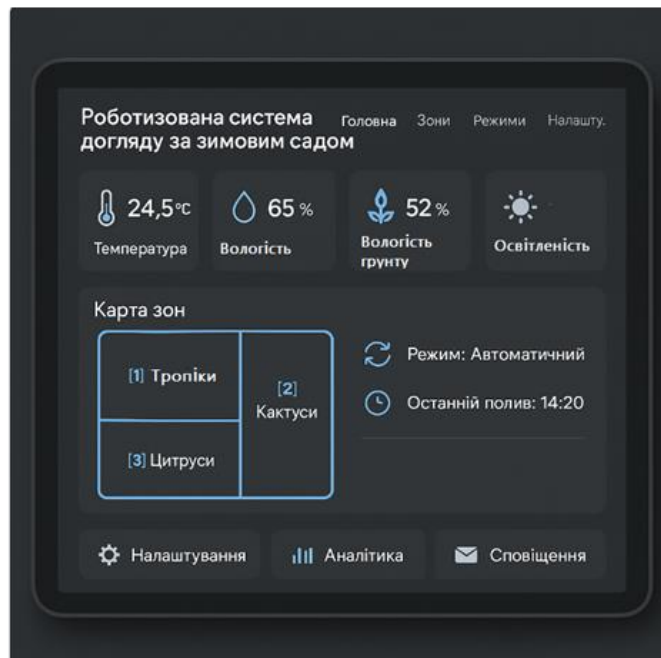 Роботизована система
догляду за зимовим садом
Головна Зони Режими Налашту.
24,5°C
Температура
65 %
Вологість
52 %
Вологість
грунту
Освітленість
Карта зон
[1] Тропіки
[2]
Кактуси
[3] Цитруси
Режим: Автоматичний
Останній полив: 14:20
Налаштування
Аналітика
Сповіщення